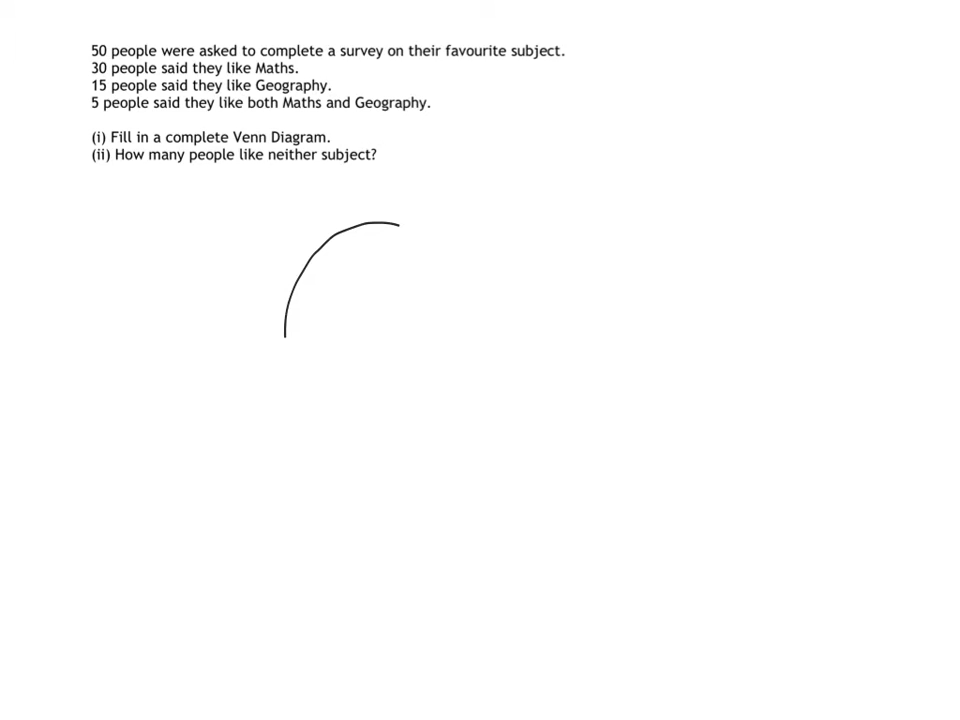 50 people were asked to complete a survey on their favourite subject.
30 people said they like Maths.
15 people said they like Geography.
5 people said they like both Maths and Geography.
(i) Fill in a complete Venn Diagram.
(ii) How many people like neither subject?